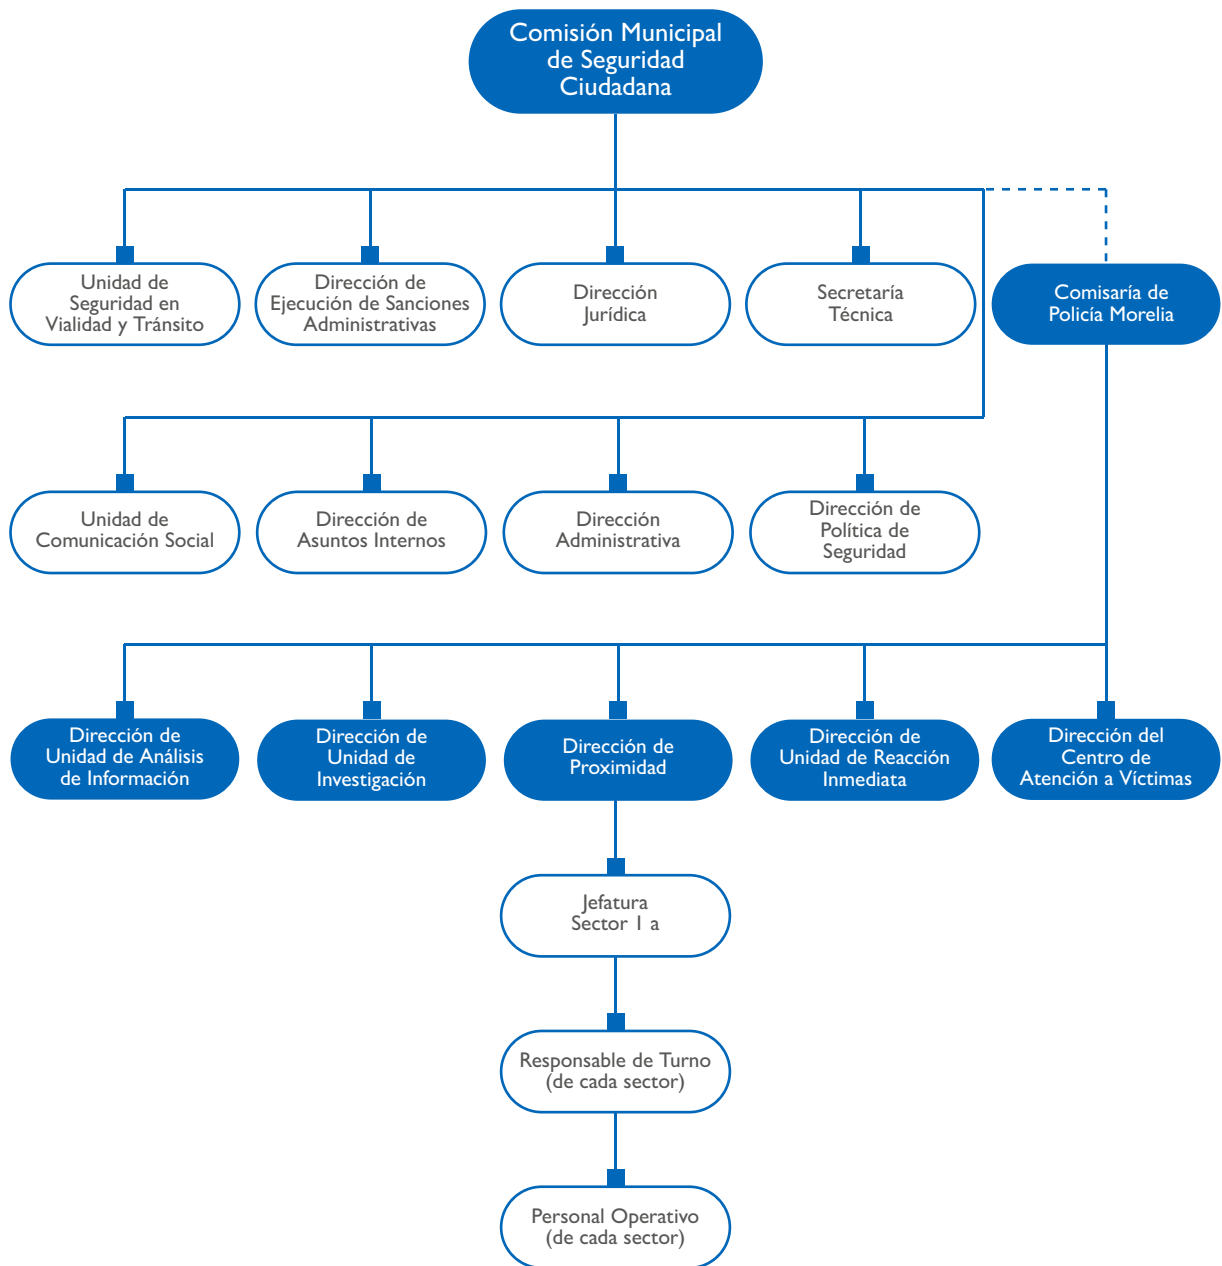 Comisión Municipal
de Seguridad
Ciudadana
Unidad de
Seguridad en
Vialidad y Tránsito
Dirección de
Ejecución de Sanciones
Administrativas
Dirección
Jurídica
Secretaría
Técnica
Comisaría de
Policía Morelia
Unidad de
Comunicación Social
Dirección de
Asuntos Internos
Dirección
Administrativa
Dirección de
Política de
Seguridad
Dirección de
Unidad de Análisis
de Información
Dirección de
Unidad de
Investigación
Dirección de
Proximidad
Dirección de
Unidad de Reacción
Inmediata
Dirección del
Centro de
Atención a Víctimas
Jefatura
Sector 1 a
Responsable de Turno
(de cada sector)
Personal Operativo
(de cada sector)